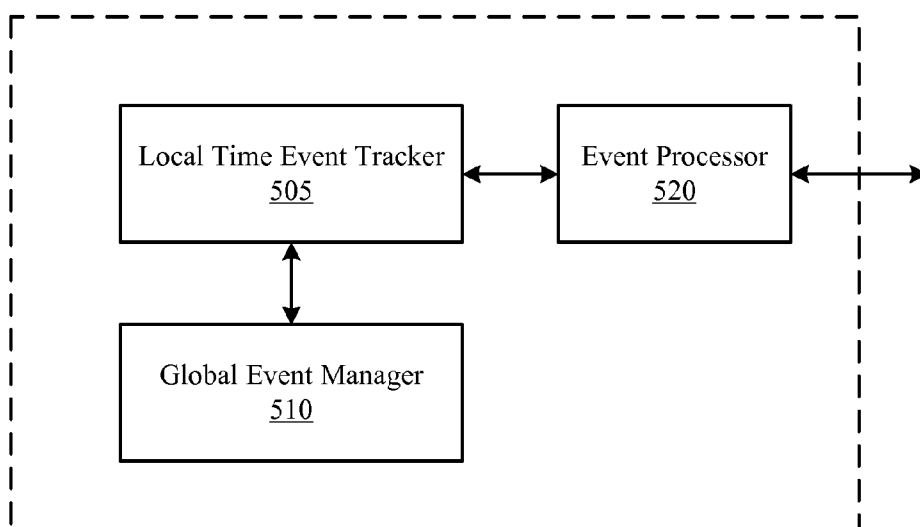 Local Time Event Tracker
505
Event Processor
520
Global Event Manager
510